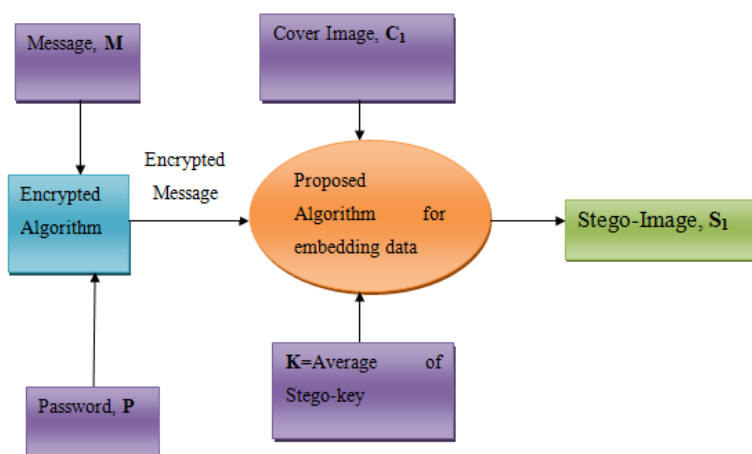 Message, M
Cover Image, C₁
Encrypted
Message
Encrypted
Algorithm
Proposed
Algorithm for
embedding data
Stego-Image, S₁
K=Average of
Stego-key
Password, P